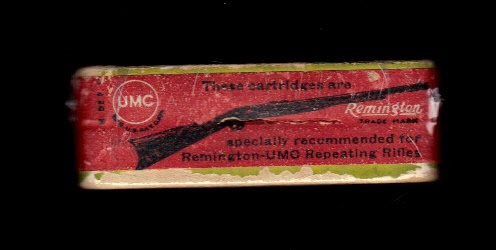 These cartridges are
UMC
Remington
TRADE MARK
specially recommended for
Remington-UMC Repeating Rifles